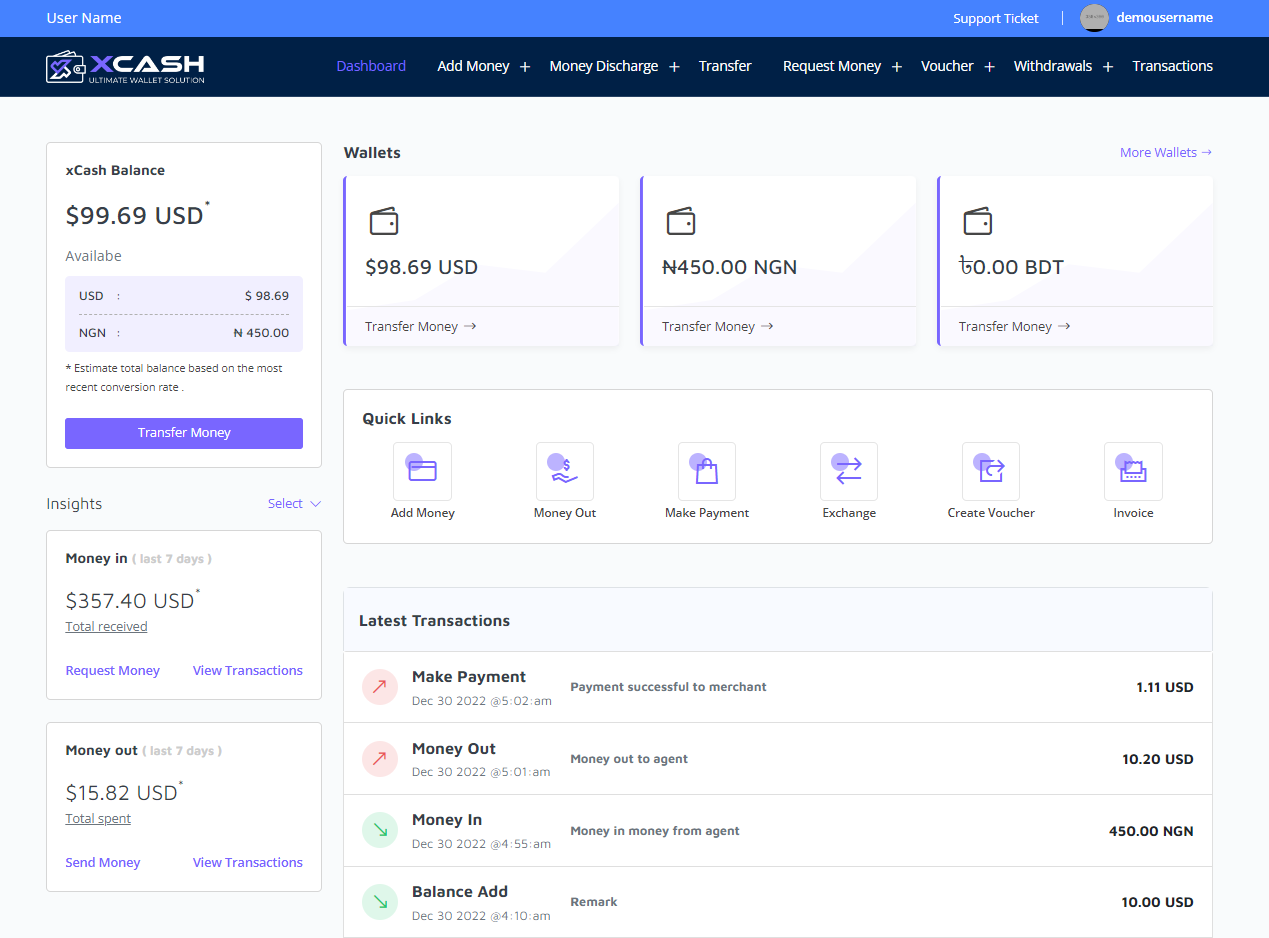 User Name
Support Ticket
demousername
XCASH
ULTIMATE WALLET SOLUTION
Dashboard
Add Money +
Money Discharge +
Transfer
Request Money +
Voucher +
Withdrawals +
Transactions
xCash Balance
$99.69 USD*
Availabe
USD : $ 98.69
NGN : ₦ 450.00
* Estimate total balance based on the most
recent conversion rate .
Transfer Money
Insights
Select
Money in ( last 7 days )
$357.40 USD*
Total received
Request Money
View Transactions
Money out ( last 7 days )
$15.82 USD*
Total spent
Send Money
View Transactions
Wallets
More Wallets →
$98.69 USD
Transfer Money →
₦450.00 NGN
Transfer Money →
৳0.00 BDT
Transfer Money →
Quick Links
Add Money
Money Out
Make Payment
Exchange
Create Voucher
Invoice
Latest Transactions
Make Payment
Dec 30 2022 @5:02:am
Payment successful to merchant
1.11 USD
Money Out
Dec 30 2022 @5:01:am
Money out to agent
10.20 USD
Money In
Dec 30 2022 @4:55:am
Money in money from agent
450.00 NGN
Balance Add
Dec 30 2022 @4:10:am
Remark
10.00 USD